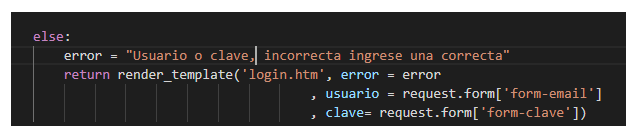 else:
error = "Usuario o clave, incorrecta ingrese una correcta"
return render_template('login.htm', error = error
, usuario = request.form['form-email']
, clave= request.form['form-clave'])